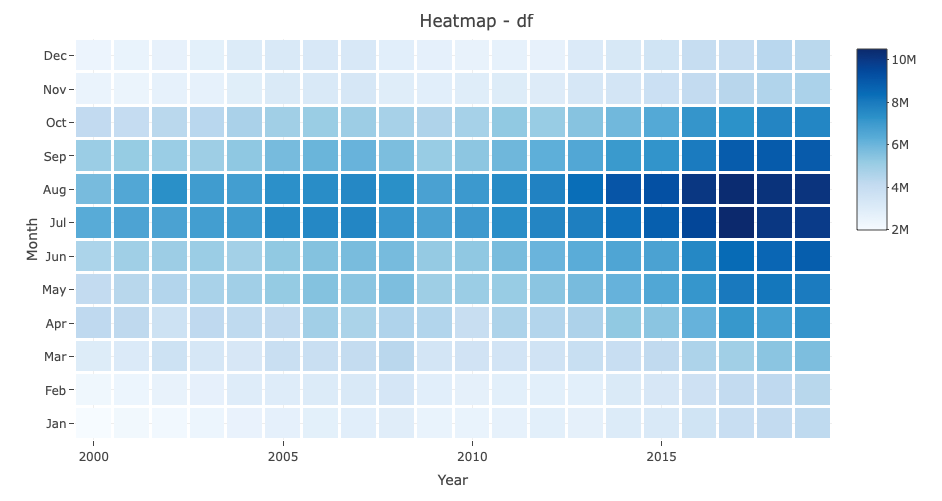 Heatmap - df
Dec
Nov
Oct
Sep
Aug
Jul
Jun
May
Apr
Mar
Feb
Jan
Month
2000
2005
2010
2015
Year
10M
8M
6M
4M
2M